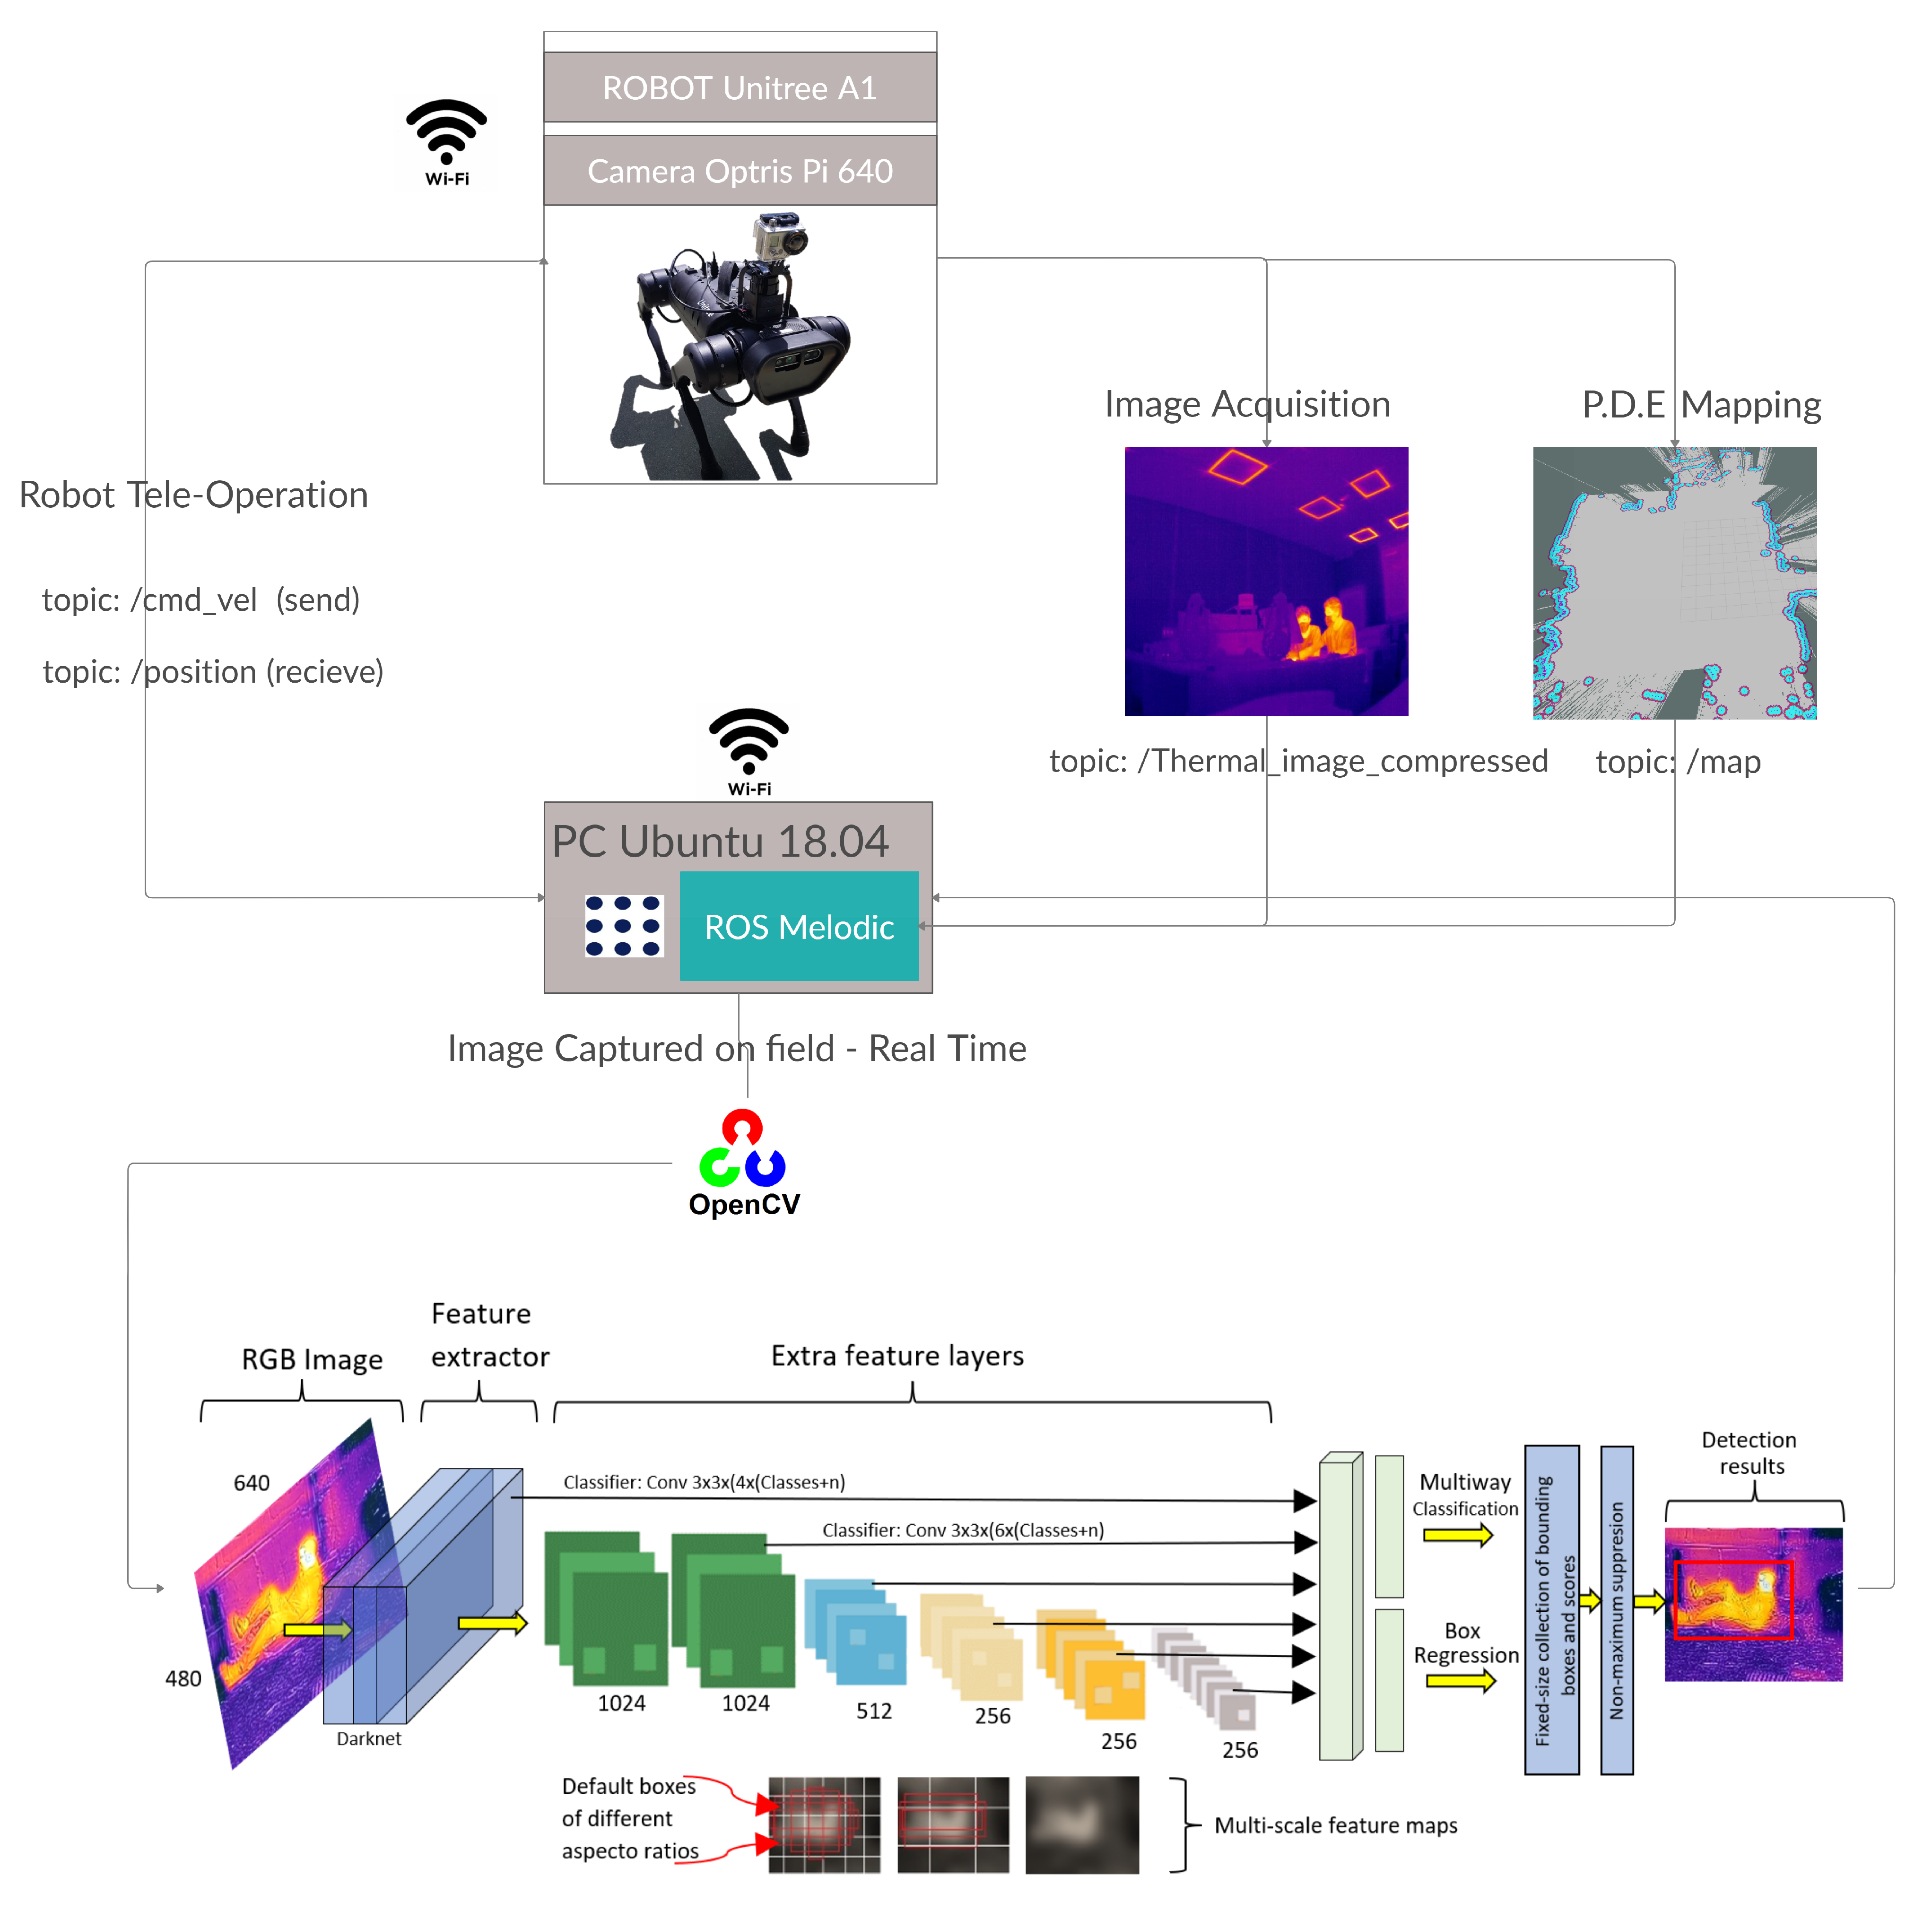 ROBOT Unitree A1
Wi-Fi
Camera Optris Pi 640
Image Acquisition
P.D.E Mapping
Robot Tele-Operation
topic: /cmd_vel (send)
topic: /position (recieve)
topic: /Thermal_image_compressed
topic: /map
Wi-Fi
PC Ubuntu 18.04
ROS Melodic
Image Captured on field - Real Time
OpenCV
RGB Image
Feature
extractor
Extra feature layers
640
480
Darknet
Classifier: Conv 3x3x(4x(Classes+n)
Classifier: Conv 3x3x(6x(Classes+n)
1024
1024
512
256
256
256
Multiway
Classification
Box
Regression
Fixed-size collection of bounding
boxes and scores
Non-maximum suppresion
Detection
results
Default boxes
of different
aspecto ratios
Multi-scale feature maps